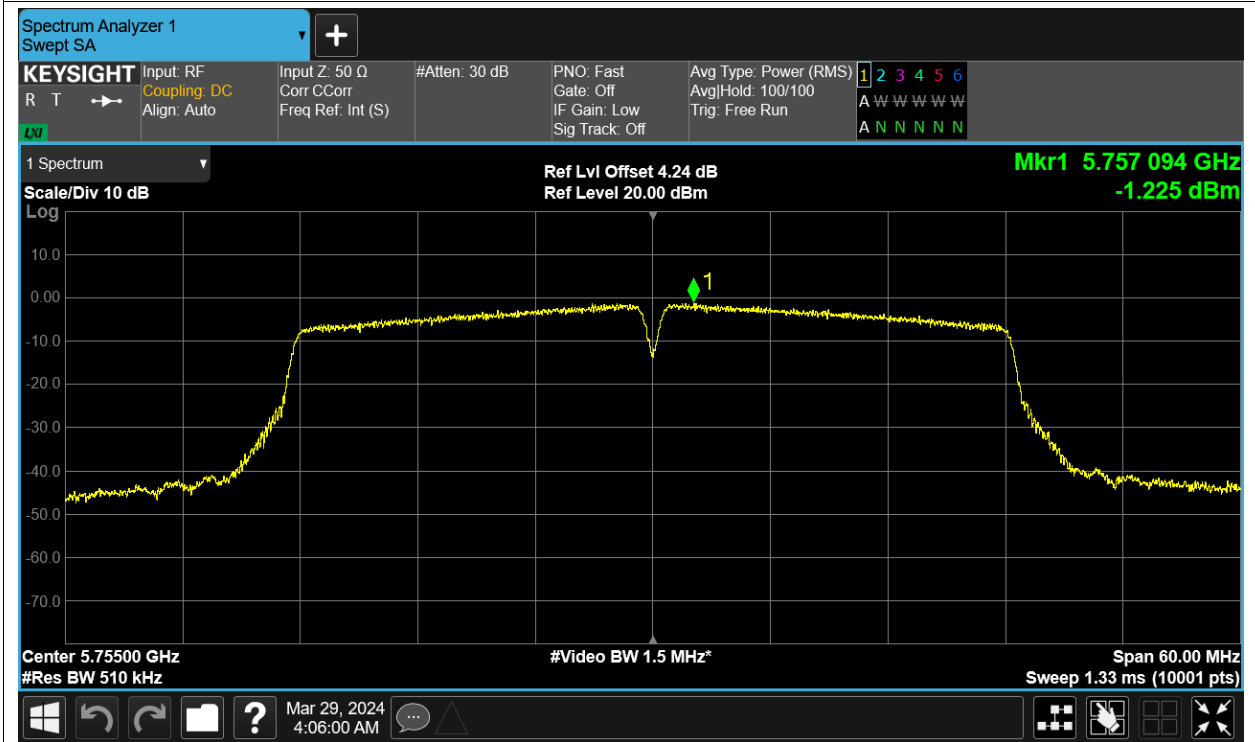 Spectrum Analyzer 1
Swept SA
+
KEYSIGHT
R T
LXI
Input: RF
Coupling: DC
Align: Auto
Input Z: 50 Ω
Corr CCorr
Freq Ref: Int (S)
#Atten: 30 dB
PNO: Fast
Gate: Off
IF Gain: Low
Sig Track: Off
Avg Type: Power (RMS)
Avg|Hold: 100/100
Trig: Free Run
1 2 3 4 5 6
A W W W W W
A N N N N N
1 Spectrum
Scale/Div 10 dB
Log
Ref Lvl Offset 4.24 dB
Ref Level 20.00 dBm
Mkr1 5.757 094 GHz
-1.225 dBm
1
10.0
0.00
-10.0
-20.0
-30.0
-40.0
-50.0
-60.0
-70.0
Center 5.75500 GHz
#Res BW 510 kHz
#Video BW 1.5 MHz*
Span 60.00 MHz
Sweep 1.33 ms (10001 pts)
?
Mar 29, 2024
4:06:00 AM